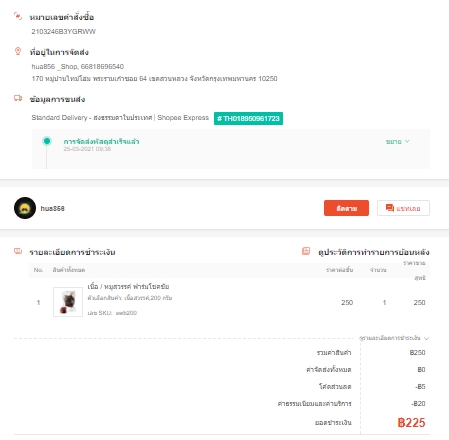 หมายเลขคำสั่งซื้อ
2103246B3YGRWW
ที่อยู่ในการจัดส่ง
hua856 _Shop, 66818696540
170 หมู่บ้านใหม่โฮม พระรามเก้าซอย 64 เขตสวนหลวง จังหวัดกรุงเทพมหานคร 10250
ข้อมูลการขนส่ง
Standard Delivery - ส่งธรรมดาในประเทศ | Shopee Express # TH018950951723
การจัดส่งพัสดุสำเร็จแล้ว ขยาย
25-03-2021 09:38
hua856 ติดตาม แชทเลย
รายละเอียดการชำระเงิน ดูประวัติการทำรายการย้อนหลัง
No. สินค้าทั้งหมด ราคาต่อชิ้น จำนวน ราคาขายสุทธิ
เนื้อ / หมูสวรรค์ ฟาร์มโชคชัย
1 ตัวเลือกสินค้า: เนื้อสวรรค์,200 กรัม 250 1 250
เลข SKU: sweb200
ดูรายละเอียดการชำระเงิน
รวมค่าสินค้า ฿250
ค่าจัดส่งทั้งหมด ฿0
โค้ดส่วนลด -฿5
ค่าธรรมเนียมและค่าบริการ -฿20
ยอดชำระเงิน ฿225